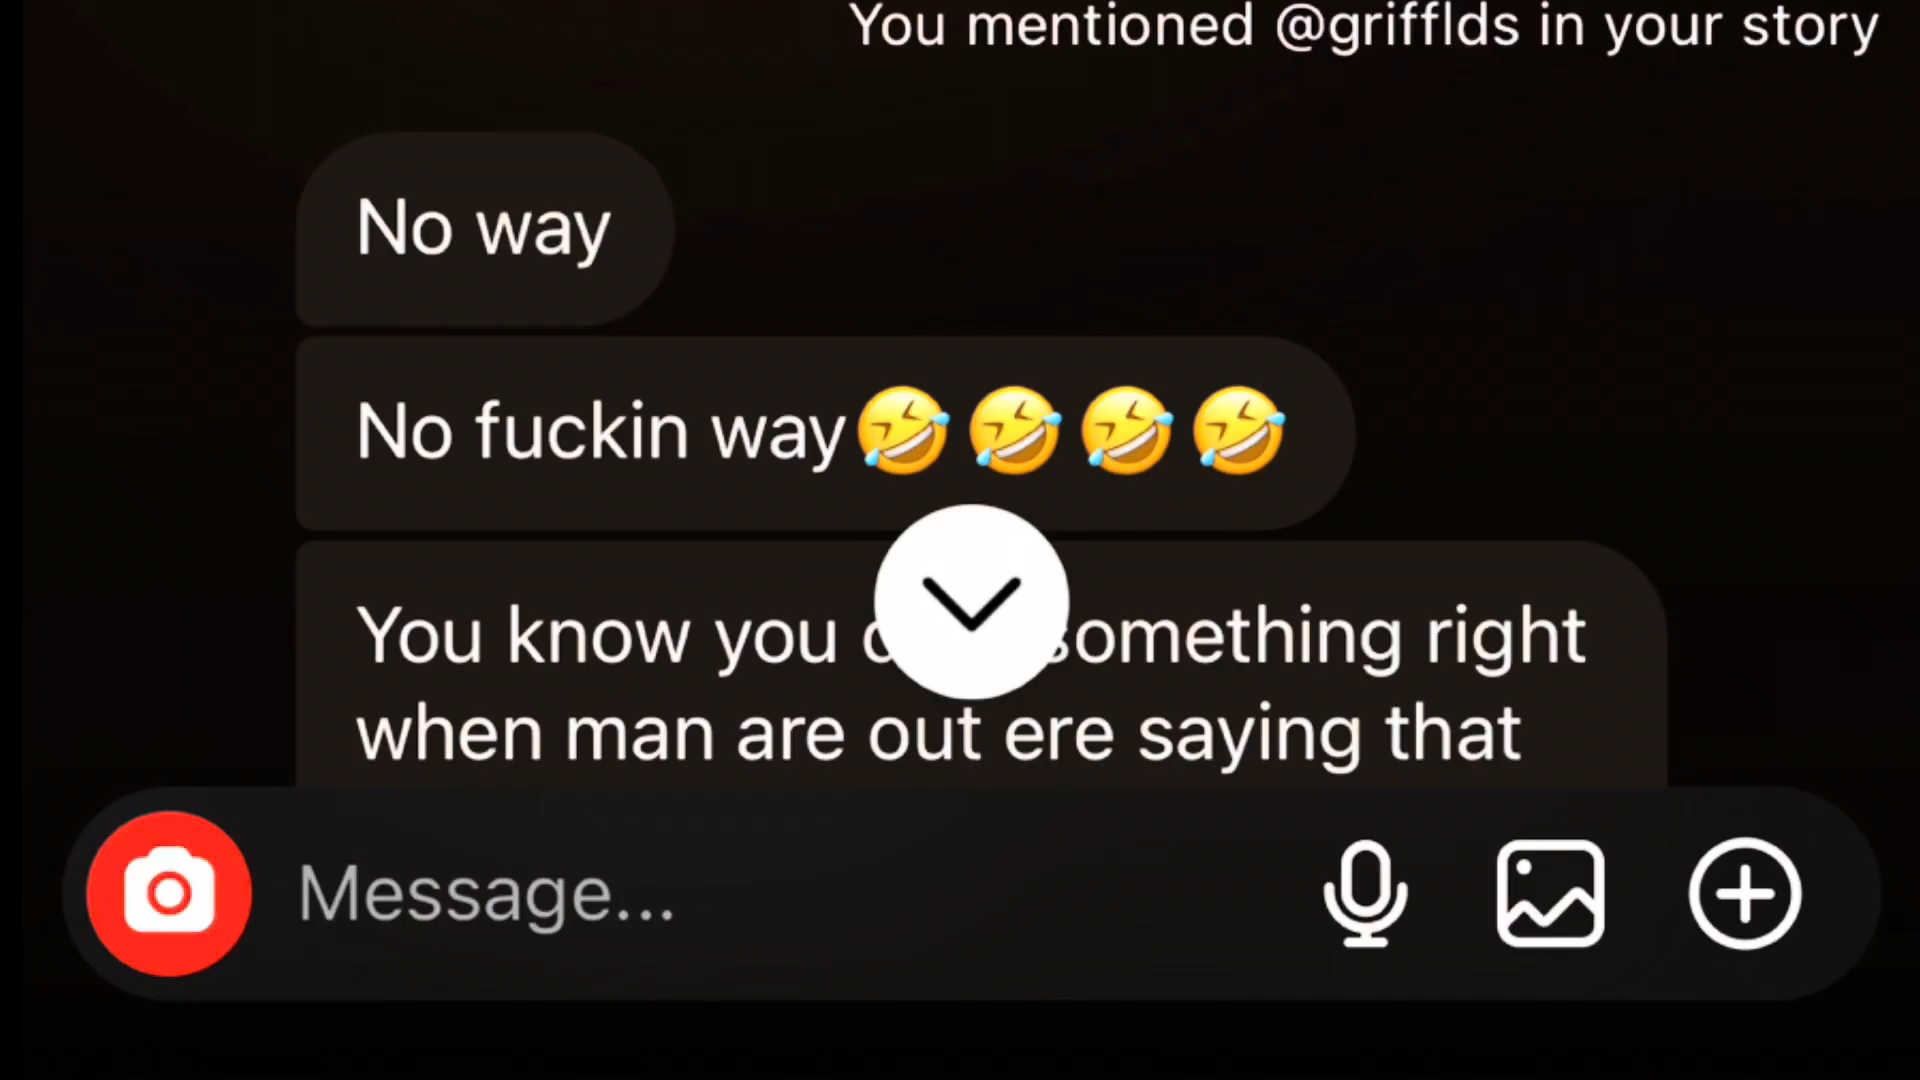 You mentioned @grifflds in your story
No way
No fuckin way🤣🤣🤣🤣
You know you something right
when man are out ere saying that
Message...